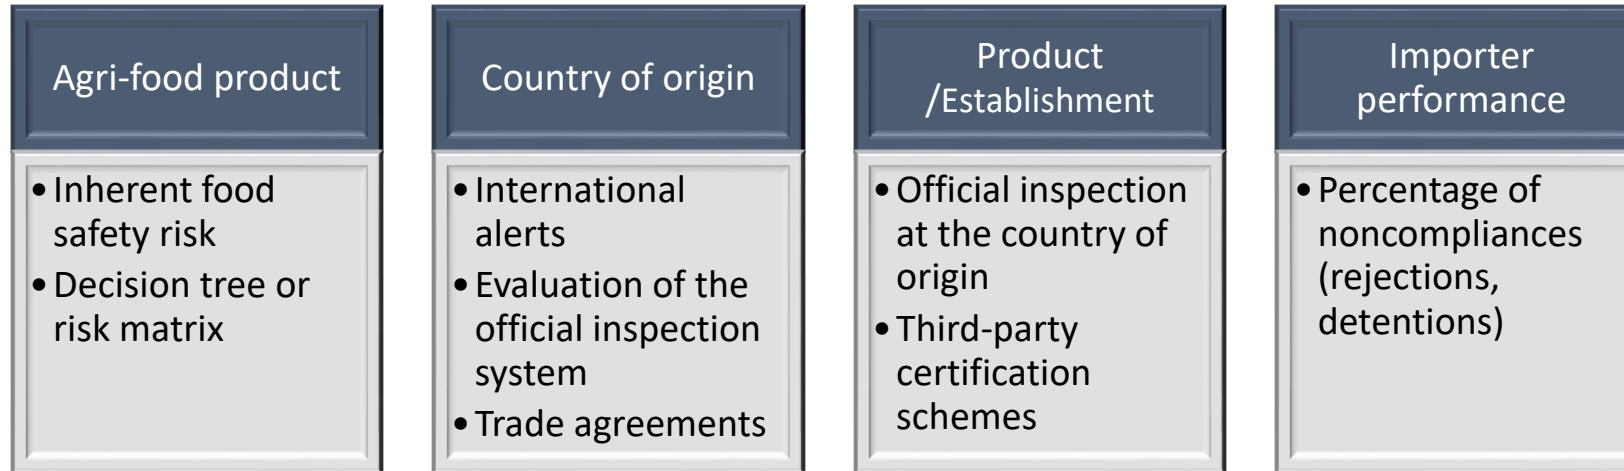 Agri-food product
• Inherent food
safety risk
• Decision tree or
risk matrix
Country of origin
• International
alerts
• Evaluation of the
official inspection
system
• Trade agreements
Product
/Establishment
• Official inspection
at the country of
origin
• Third-party
certification
schemes
Importer
performance
• Percentage of
noncompliances
(rejections,
detentions)